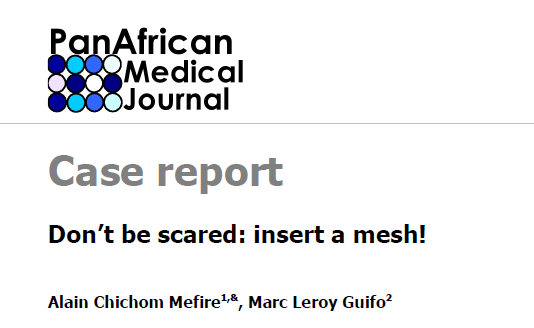 PanAfrican
Medical
Journal
Case report
Don’t be scared: insert a mesh!
Alain Chichom Mefire1,&, Marc Leroy Guifo2